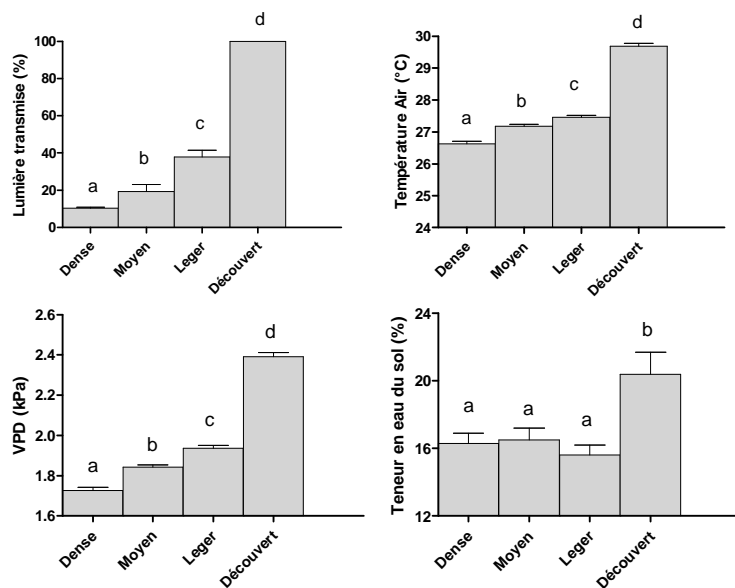 Lumière transmise (%)
100
80
60
40
20
0
a
b
c
d
Dense
Moyen
Leger
Découvert
Température Air (°C)
30
29
28
27
26
25
24
a
b
c
d
Dense
Moyen
Leger
Découvert
VPD (kPa)
2.6
2.4
2.2
2.0
1.8
1.6
a
b
c
d
Dense
Moyen
Leger
Découvert
Teneur en eau du sol (%)
24
20
16
12
a
a
a
b
Dense
Moyen
Leger
Découvert